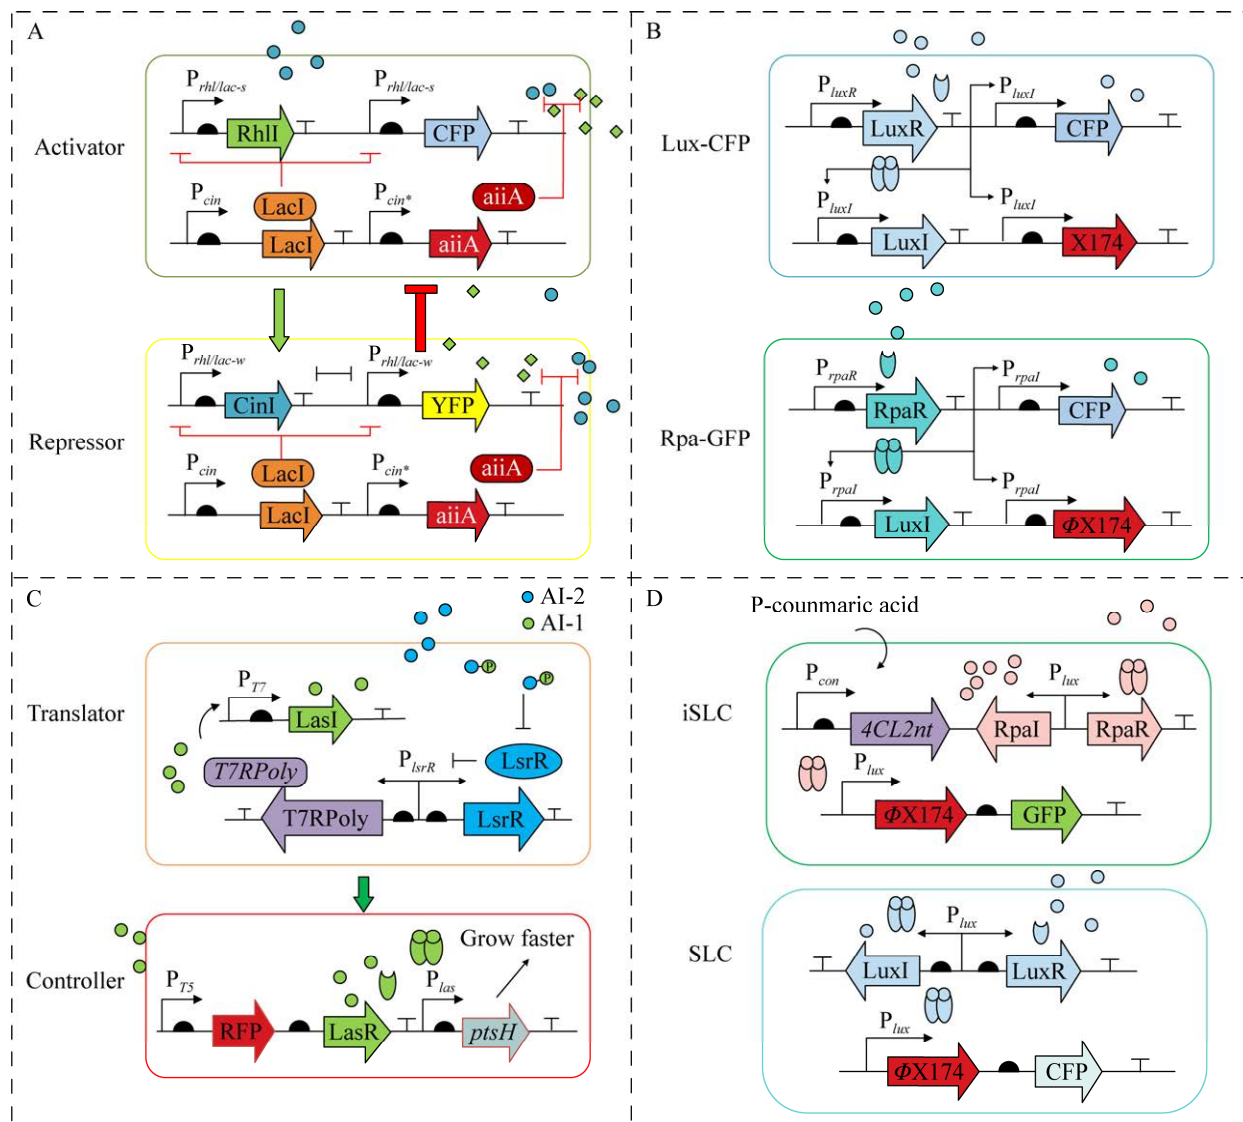 A
P rhl/lac-s
P rhl/lac-s
RhlI
CFP
Activator
P cin
LacI
P cin*
aiiA
LacI
aiiA
P rhl/lac-w
P rhl/lac-w
CinI
YFP
Repressor
P cin
LacI
P cin*
aiiA
LacI
aiiA
B
P luxR
P luxI
LuxR
CFP
Lux-CFP
P luxI
P luxI
LuxI
X174
P rpaR
P rpaI
RpaR
CFP
Rpa-GFP
P rpaI
P rpaI
LuxI
ΦX174
C
AI-2
AI-1
P
P
P T7
Translator
LasI
T7RPoly
P lsrR
LsrR
T7RPoly
LsrR
Grow faster
Controller
P T5
P las
RFP
LasR
ptsH
D
P-counmaric acid
P con
P lux
iSLC
4CL2nt
RpaI
RpaR
P lux
ΦX174
GFP
P lux
SLC
LuxI
LuxR
P lux
ΦX174
CFP